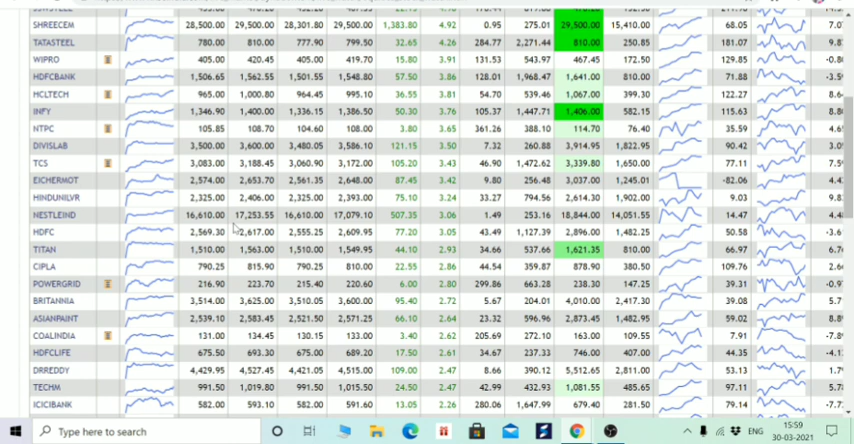 SHREECEM 28,500.00 29,500.00 28,301.80 29,500.00 1,383.80 4.92 0.95 275.01 29,500.00 15,410.00 68.05
TATASTEEL 780.00 810.00 777.90 799.50 32.65 4.26 284.77 2,271.44 810.00 250.85 181.07
WIPRO 405.00 420.45 405.00 419.70 15.80 3.91 131.53 543.97 467.45 172.50 129.85
HDFCBANK 1,506.65 1,562.55 1,501.55 1,548.80 57.50 3.86 128.01 1,968.47 1,641.00 810.00 71.88
HCLTECH 965.00 1,000.80 964.45 995.10 36.55 3.81 54.70 539.46 1,067.00 399.30 122.27
INFY 1,346.90 1,400.00 1,336.15 1,386.50 50.30 3.76 105.37 1,447.71 1,406.00 582.15 115.63
NTPC 105.85 108.70 104.60 108.00 3.80 3.65 361.26 388.10 114.70 76.40 35.59
DIVISLAB 3,500.00 3,600.00 3,480.05 3,586.10 121.15 3.50 7.32 260.88 3,914.95 1,822.95 90.42
TCS 3,083.00 3,188.45 3,060.90 3,172.00 105.20 3.43 46.90 1,472.62 3,339.80 1,650.00 77.11
EICHERMOT 2,574.00 2,653.70 2,561.35 2,648.00 87.45 3.42 9.80 256.48 3,037.00 1,245.01 -82.06
HINDUNILVR 2,325.00 2,406.00 2,325.00 2,393.00 75.10 3.24 33.27 794.56 2,614.30 1,902.00 9.03
NESTLEIND 16,610.00 17,253.55 16,610.00 17,079.10 507.35 3.06 1.49 253.16 18,844.00 14,051.55 14.47
HDFC 2,569.30 2,617.00 2,555.25 2,609.95 77.20 3.05 43.49 1,127.39 2,896.00 1,482.25 50.58
TITAN 1,510.00 1,563.00 1,510.00 1,549.95 44.10 2.93 34.66 537.66 1,621.35 810.00 66.97
CIPLA 790.25 815.90 790.25 810.00 22.55 2.86 44.54 359.87 878.90 380.50 109.76
POWERGRID 216.90 223.70 215.40 220.60 6.00 2.80 299.86 663.28 238.30 147.25 39.31
BRITANNIA 3,514.00 3,625.00 3,510.05 3,600.00 95.40 2.72 5.67 204.01 4,010.00 2,417.30 39.08
ASIANPAINT 2,539.10 2,583.45 2,521.50 2,571.25 66.10 2.64 23.32 596.96 2,873.45 1,482.95 59.02
COALINDIA 131.00 134.45 130.15 133.00 3.40 2.62 205.69 272.10 163.00 109.55 7.91
HDFCLIFE 675.50 693.30 675.00 689.20 17.50 2.61 34.67 237.33 746.00 407.00 44.35
DRREDDY 4,429.95 4,527.45 4,421.05 4,515.00 109.00 2.47 8.66 390.12 5,512.65 2,811.00 53.13
TECHM 991.50 1,019.80 991.50 1,015.50 24.50 2.47 42.99 432.93 1,081.55 485.65 97.11
ICICIBANK 582.00 593.10 582.00 591.60 13.05 2.26 280.06 1,647.99 679.40 281.50 79.14
Type here to search
ENG
15:59
30-03-2021